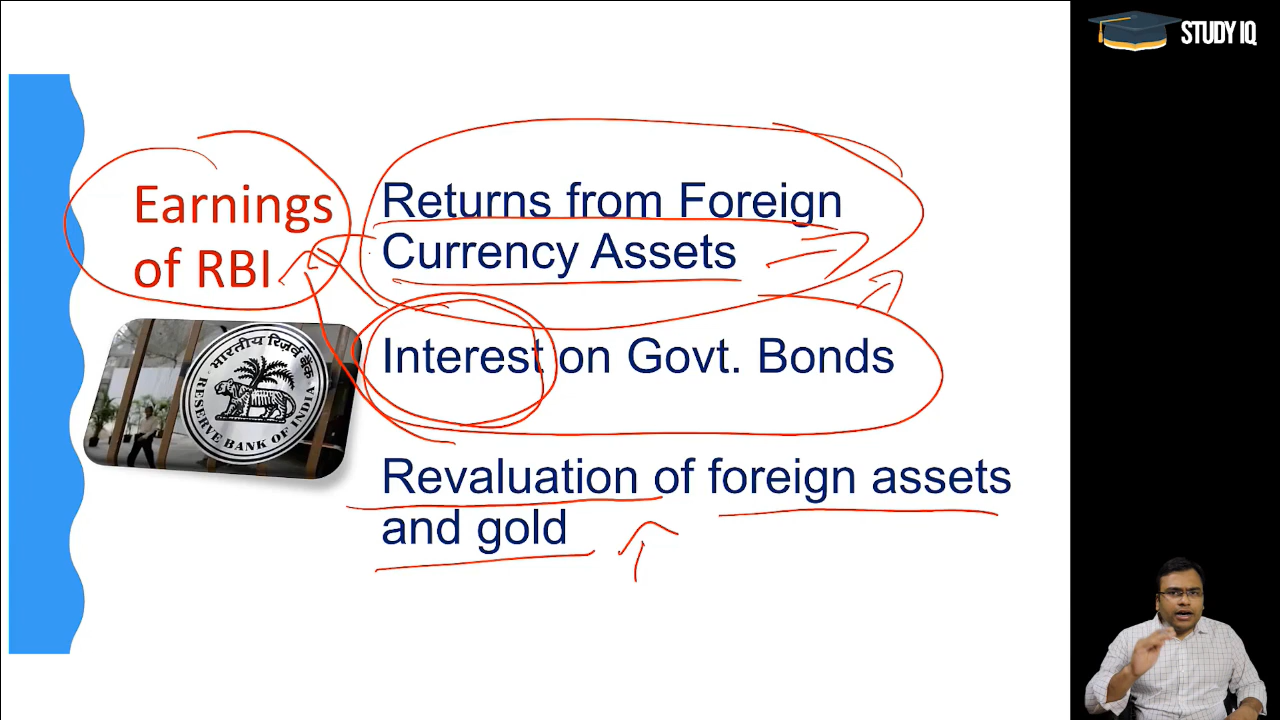 STUDY IQ
Earnings
of RBI
Returns from Foreign
Currency Assets
Interest on Govt. Bonds
Revaluation of foreign assets
and gold
भारतीय रिज़र्व बैंक
RESERVE BANK OF INDIA